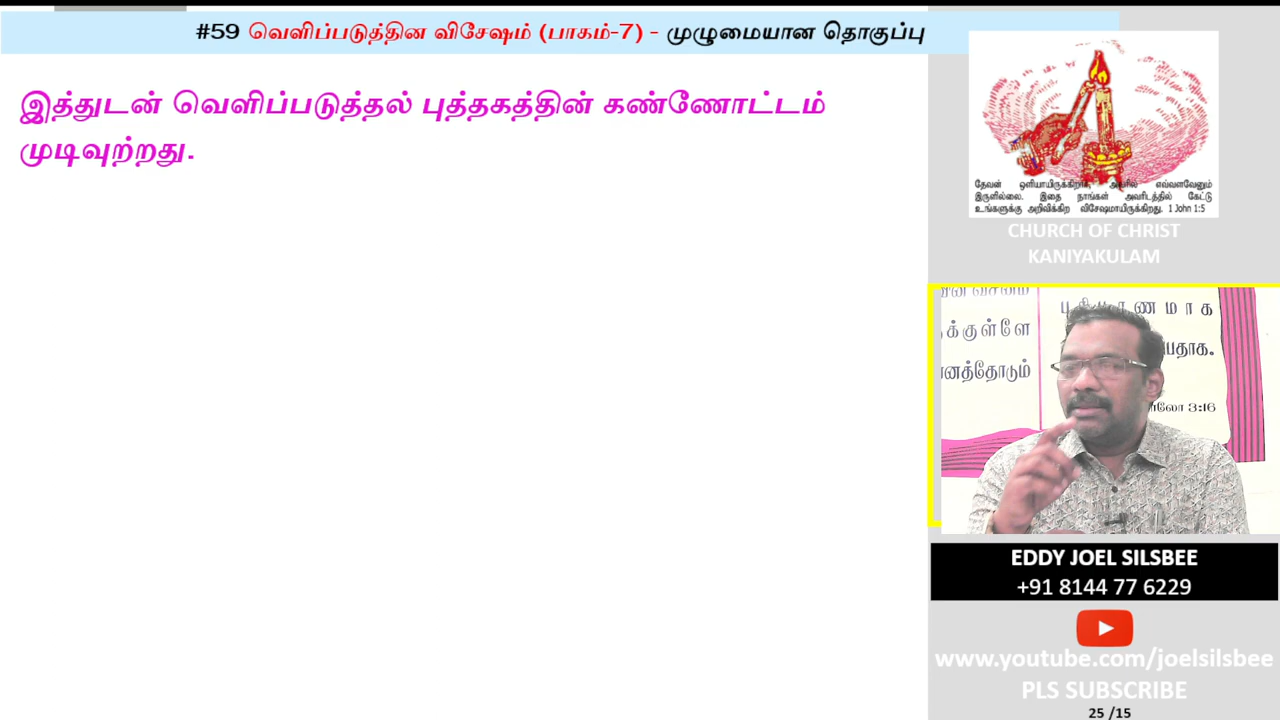 #59 வெளிப்படுத்தின விசேஷம் (பாகம்-7) - முழுமையான தொகுப்பு
இத்துடன் வெளிப்படுத்தல் புத்தகத்தின் கண்ணோட்டம்
முடிவுற்றது.
தேவன் ஒளியாயிருக்கிறார், அவரில் எவ்வளவேனும்
இருளில்லை. இதை நாங்கள் அவரிடத்தில் கேட்டு
உங்களுக்கு அறிவிக்கிற விசேஷமாயிருக்கிறது. 1 John 1:5
CHURCH OF CHRIST
KANIYAKULAM
க்குள்ளே
னத்தோடும்
ணமாக
யதாக.
லோ 3:16
EDDY JOEL SILSBEE
+91 8144 77 6229
www.youtube.com/joelsilsbee
PLS SUBSCRIBE
25 /15